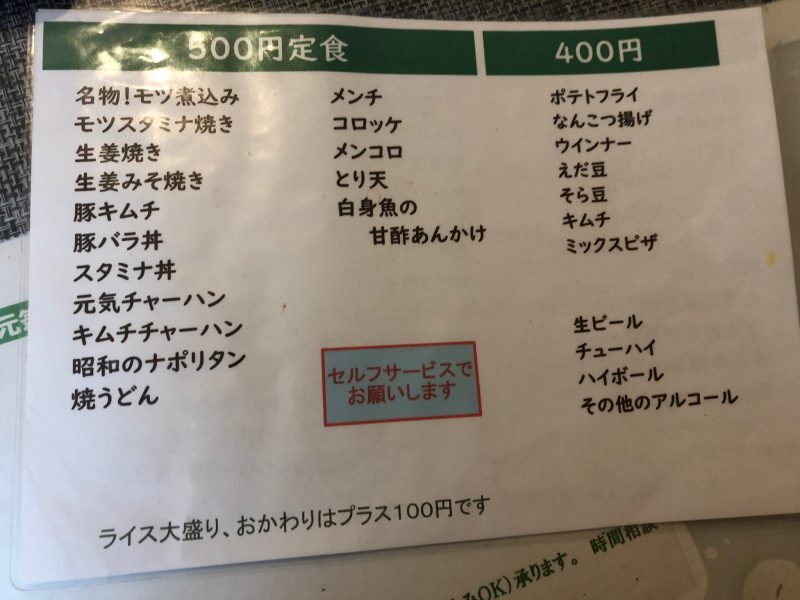 500円定食
名物!モツ煮込み
モツスタミナ焼き
生姜焼き
生姜みそ焼き
豚キムチ
豚バラ丼
スタミナ丼
元気チャーハン
キムチチャーハン
昭和のナポリタン
焼うどん
メンチ
コロッケ
メンコロ
とり天
白身魚の
甘酢あんかけ
セルフサービスで
お願いします
400円
ポテトフライ
なんこつ揚げ
ウインナー
えだ豆
そら豆
キムチ
ミックスピザ
生ビール
チューハイ
ハイボール
その他のアルコール
ライス大盛り、おかわりはプラス100円です
元気
みOK)承ります。 時間相談